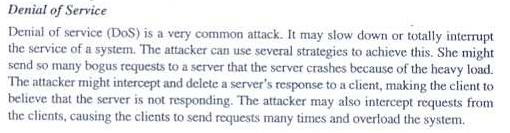 Denial of Service
Denial of service (DoS) is a very common attack. It may slow down or totally interrupt
the service of a system. The attacker can use several strategies to achieve this. She might
send so many bogus requests to a server that the server crashes because of the heavy load.
The attacker might intercept and delete a server's response to a client, making the client to
believe that the server is not responding. The attacker may also intercept requests from
the clients, causing the clients to send requests many times and overload the system.